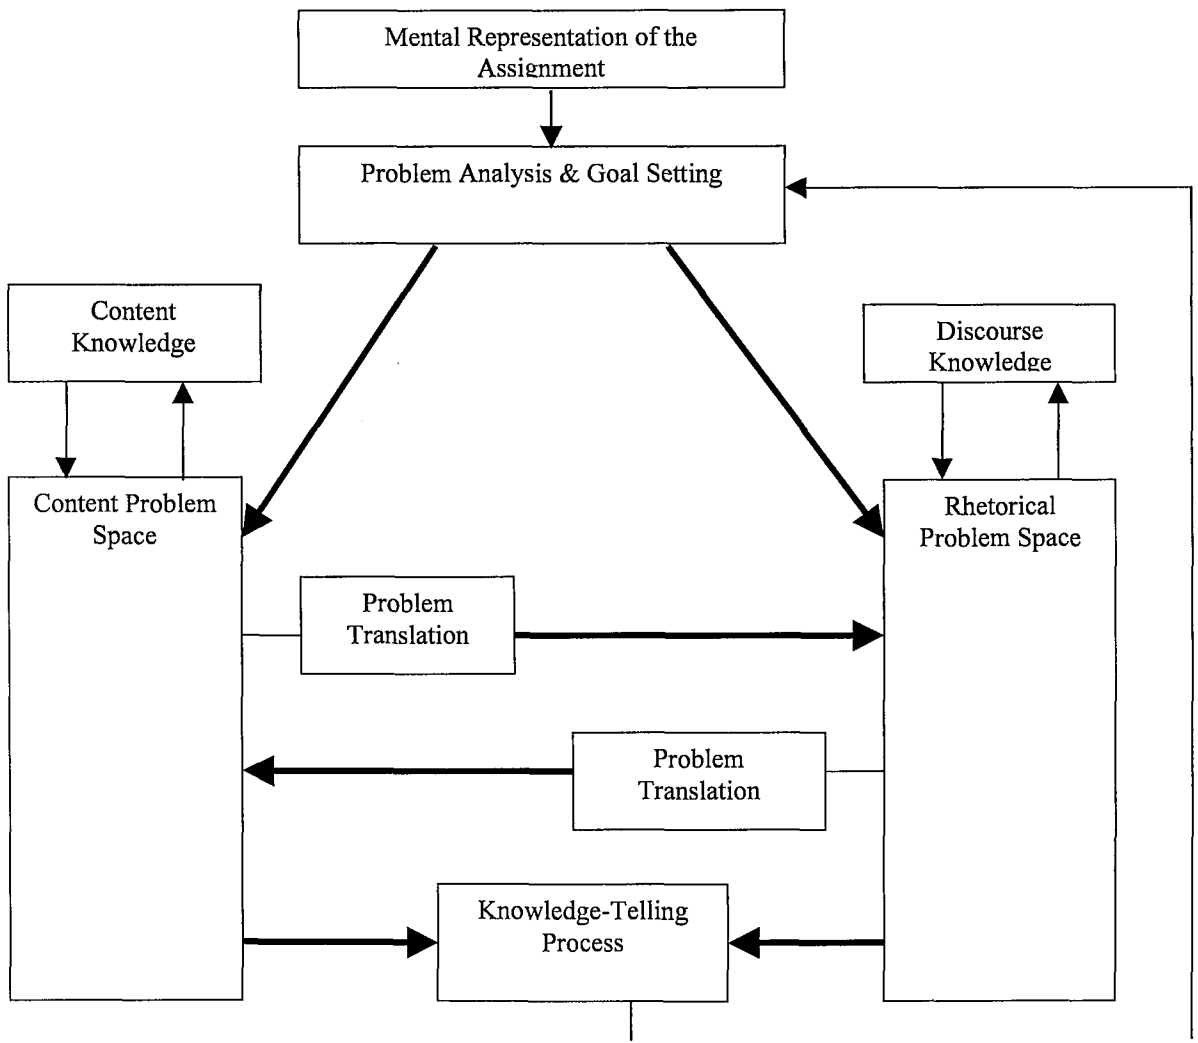 Mental Representation of the
Assignment
Problem Analysis & Goal Setting
Content
Knowledge
Discourse
Knowledge
Content Problem
Space
Rhetorical
Problem Space
Problem
Translation
Problem
Translation
Knowledge-Telling
Process